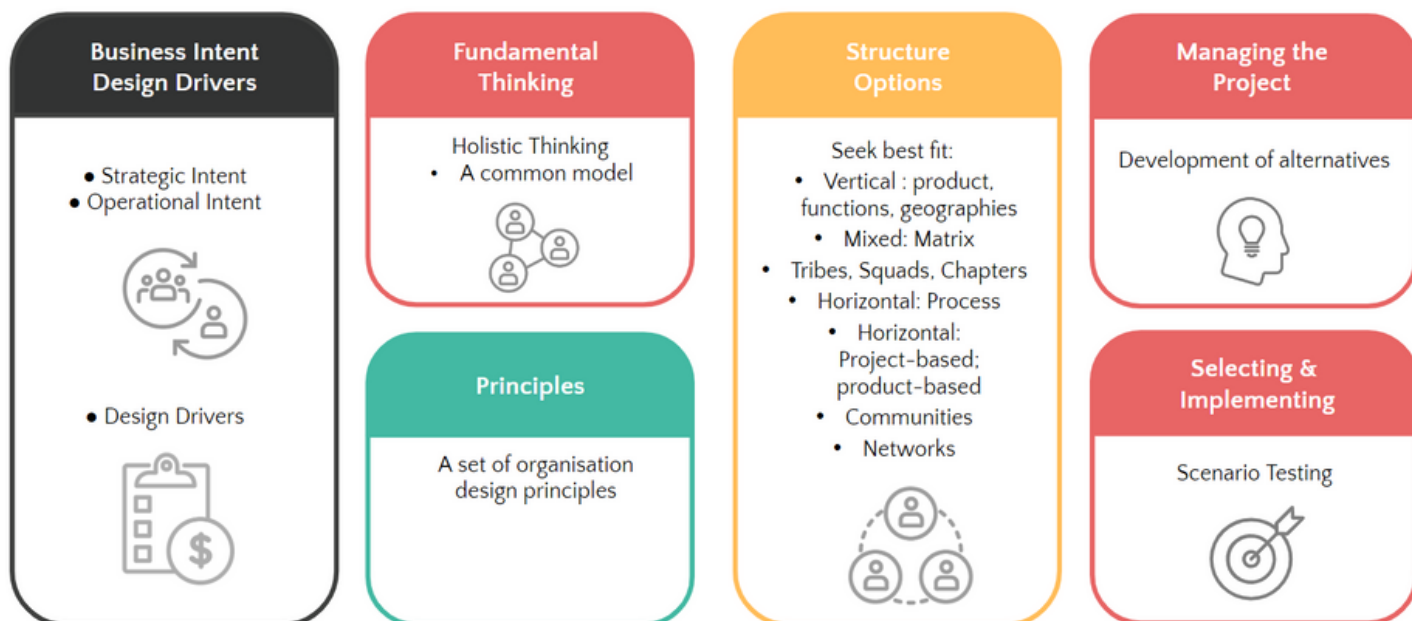 Business Intent
Design Drivers
● Strategic Intent
● Operational Intent
● Design Drivers
$
Fundamental
Thinking
Holistic Thinking
• A common model
Principles
A set of organisation
design principles
Structure
Options
Seek best fit:
• Vertical : product,
functions, geographies
• Mixed: Matrix
• Tribes, Squads, Chapters
• Horizontal: Process
• Horizontal:
Project-based;
product-based
• Communities
• Networks
Managing the
Project
Development of alternatives
Selecting &
Implementing
Scenario Testing